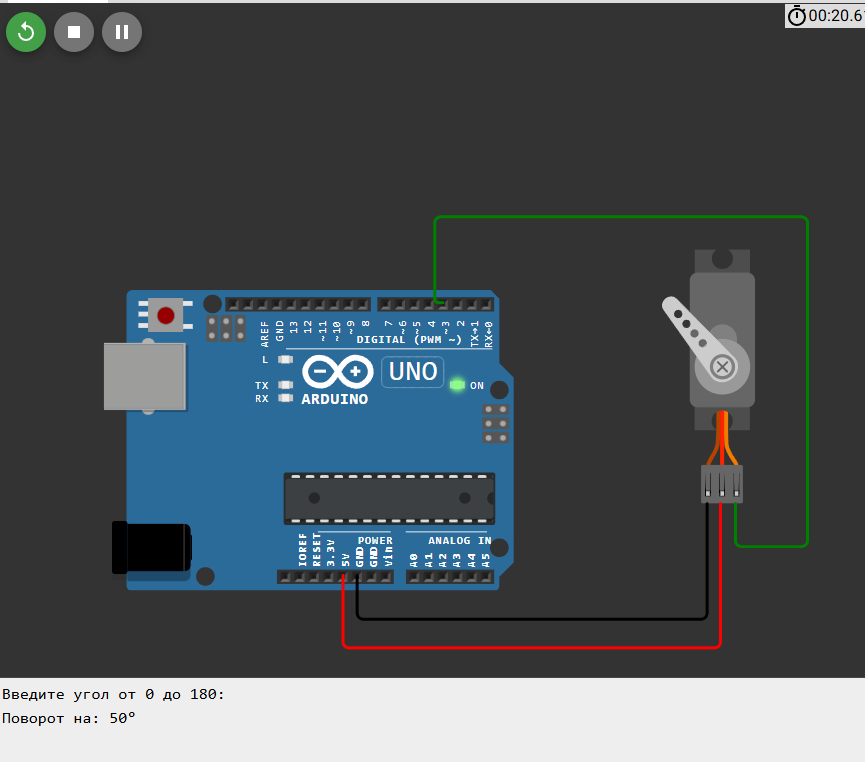 00:20.6
AREF
GND
13
12
~11
~10
~9
8
7
~6
~5
4
~3
2
TX→1
RX←0
DIGITAL (PWM ~)
L
TX
RX
UNO
ON
ARDUINO
POWER
ANALOG IN
IOREF
RESET
3.3V
5V
GND
GND
Vin
A0
A1
A2
A3
A4
A5
Введите угол от 0 до 180:
Поворот на: 50°